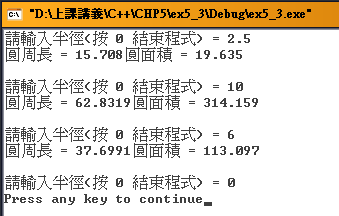 "D:\上課講義\C++\CHP5\ex5_3\Debug\ex5_3.exe"
請輸入半徑(按 0 結束程式) = 2.5
圓周長 = 15.708圓面積 = 19.635
請輸入半徑(按 0 結束程式) = 10
圓周長 = 62.8319圓面積 = 314.159
請輸入半徑(按 0 結束程式) = 6
圓周長 = 37.6991圓面積 = 113.097
請輸入半徑(按 0 結束程式) = 0
Press any key to continue_